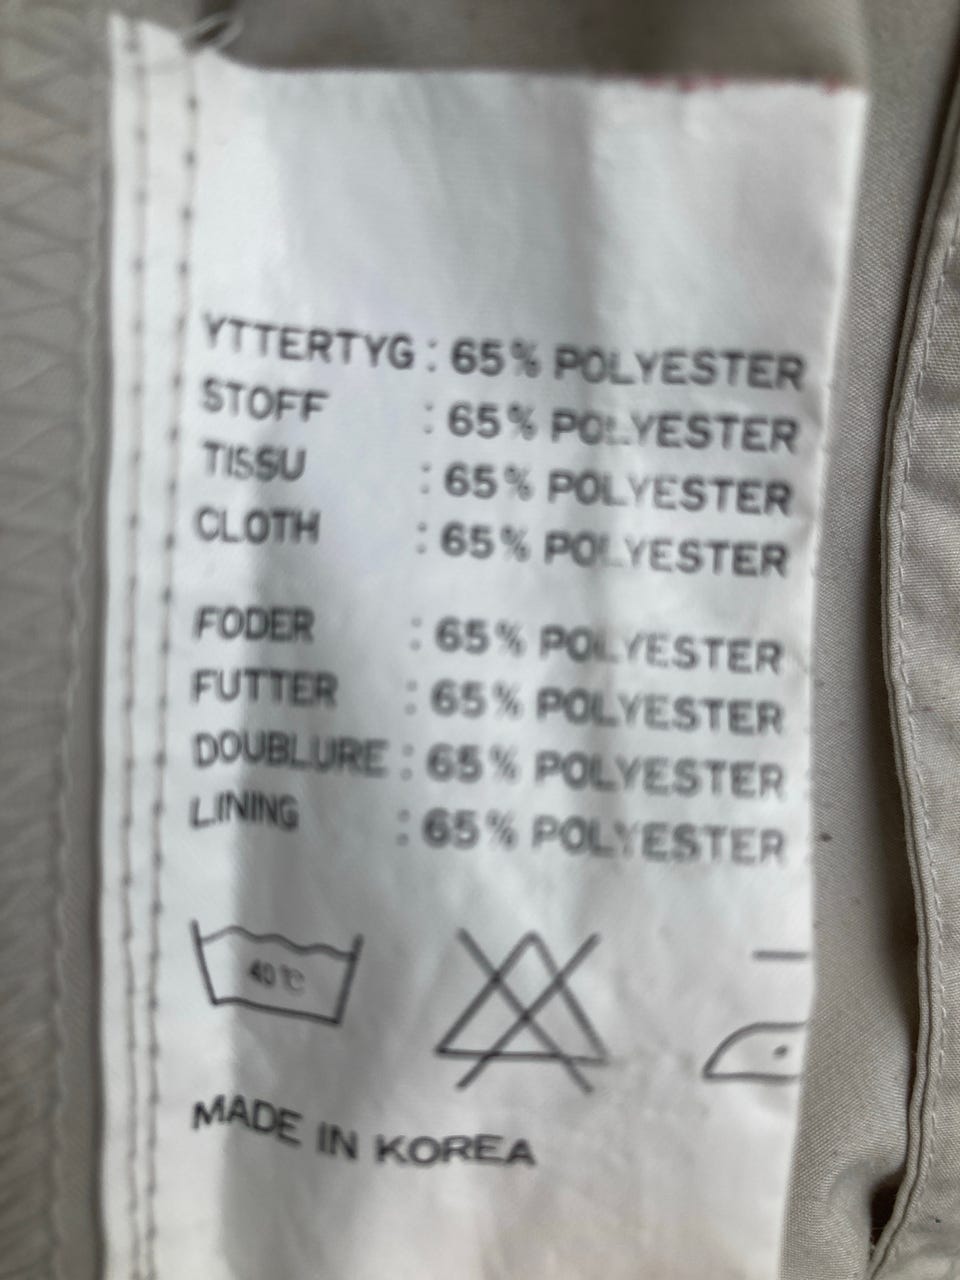 YTTERTYG : 65% POLYESTER
STOFF : 65% POLYESTER
TISSU : 65% POLYESTER
CLOTH : 65% POLYESTER
FODER : 65% POLYESTER
FUTTER : 65% POLYESTER
DOUBLURE : 65% POLYESTER
LINING : 65% POLYESTER
40°C
MADE IN KOREA